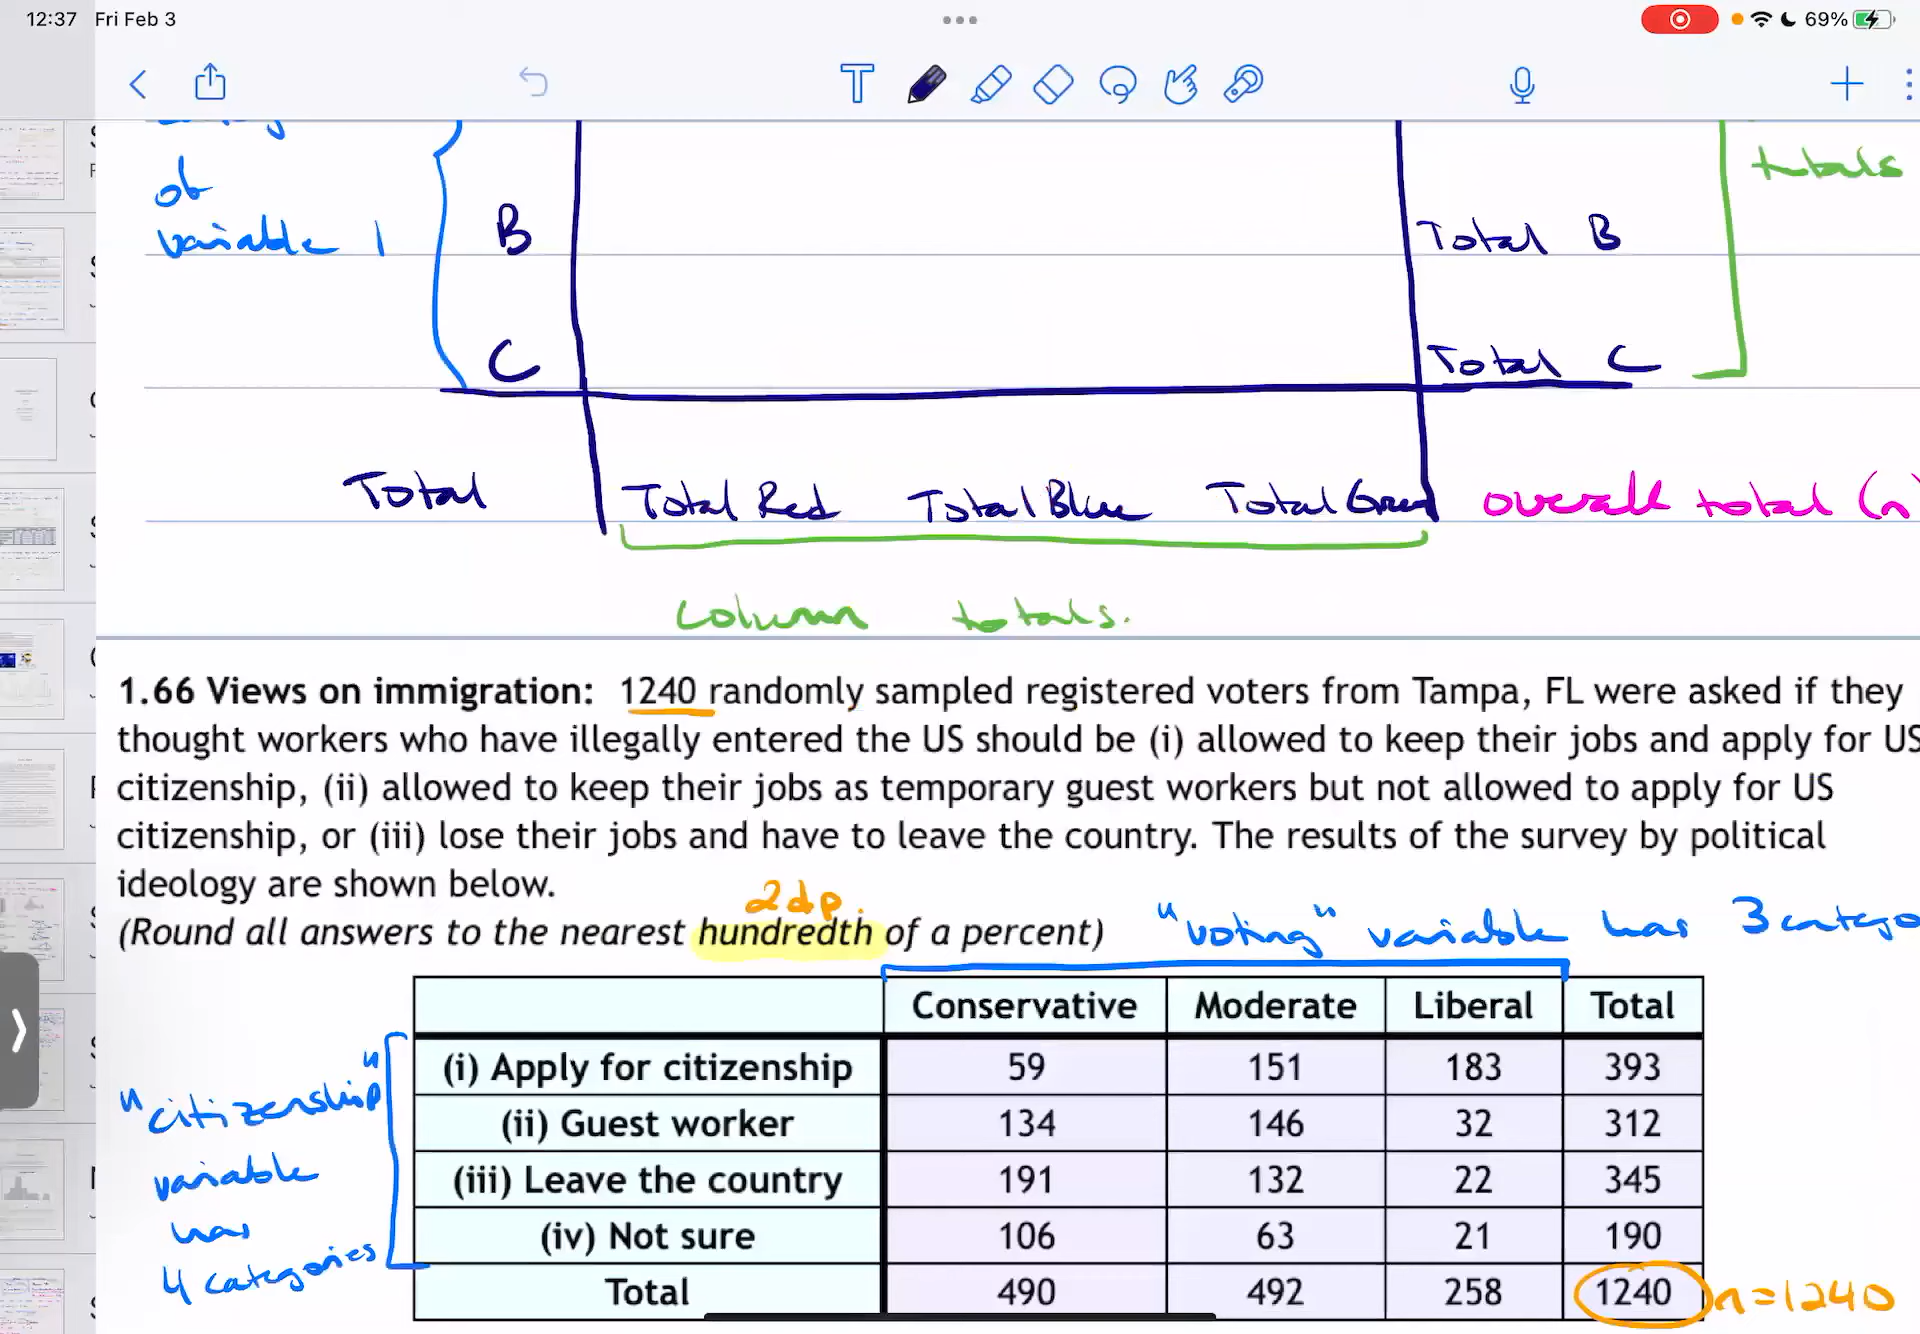 12:37 Fri Feb 3
69%
totals
of
variable 1
B
Total B
C
Total C
Total
Total Red
Total Blue
Total Green
overall total (n)
column totals.
1.66 Views on immigration: 1240 randomly sampled registered voters from Tampa, FL were asked if they
thought workers who have illegally entered the US should be (i) allowed to keep their jobs and apply for US
citizenship, (ii) allowed to keep their jobs as temporary guest workers but not allowed to apply for US
citizenship, or (iii) lose their jobs and have to leave the country. The results of the survey by political
ideology are shown below.
2dp.
(Round all answers to the nearest hundredth of a percent)
"voting" variable has 3 catego
Conservative Moderate Liberal Total
(i) Apply for citizenship 59 151 183 393
(ii) Guest worker 134 146 32 312
(iii) Leave the country 191 132 22 345
(iv) Not sure 106 63 21 190
Total 490 492 258 1240
n=1240
"citizenship"
variable
has
4 categories